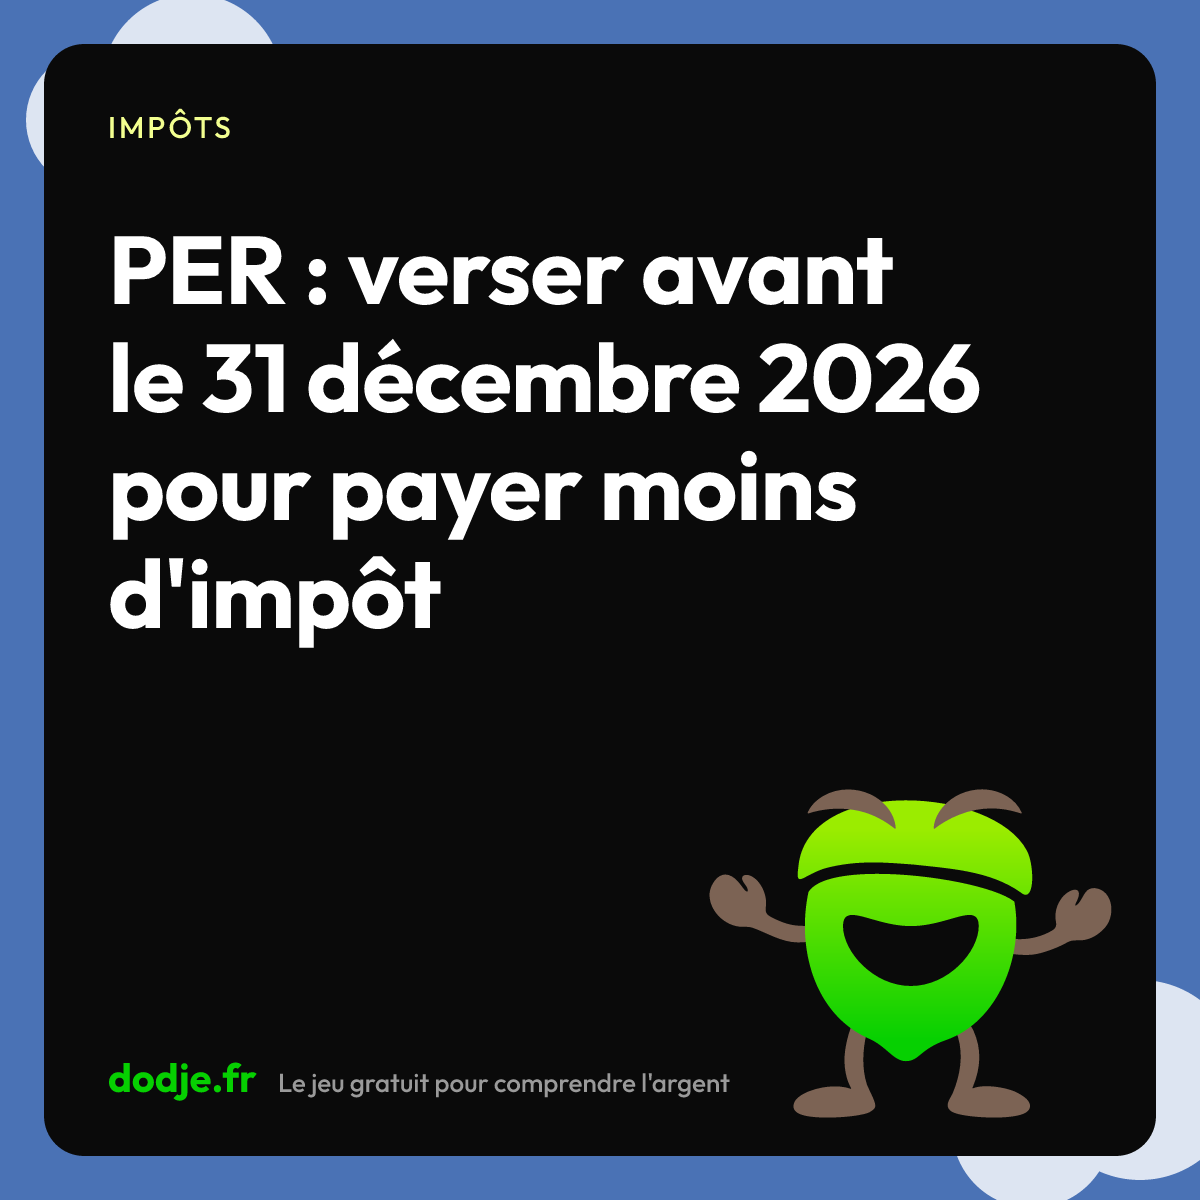 IMPÔTS
PER : verser avant
le 31 décembre 2026
pour payer moins
d'impôt
dodje.fr Le jeu gratuit pour comprendre l'argent